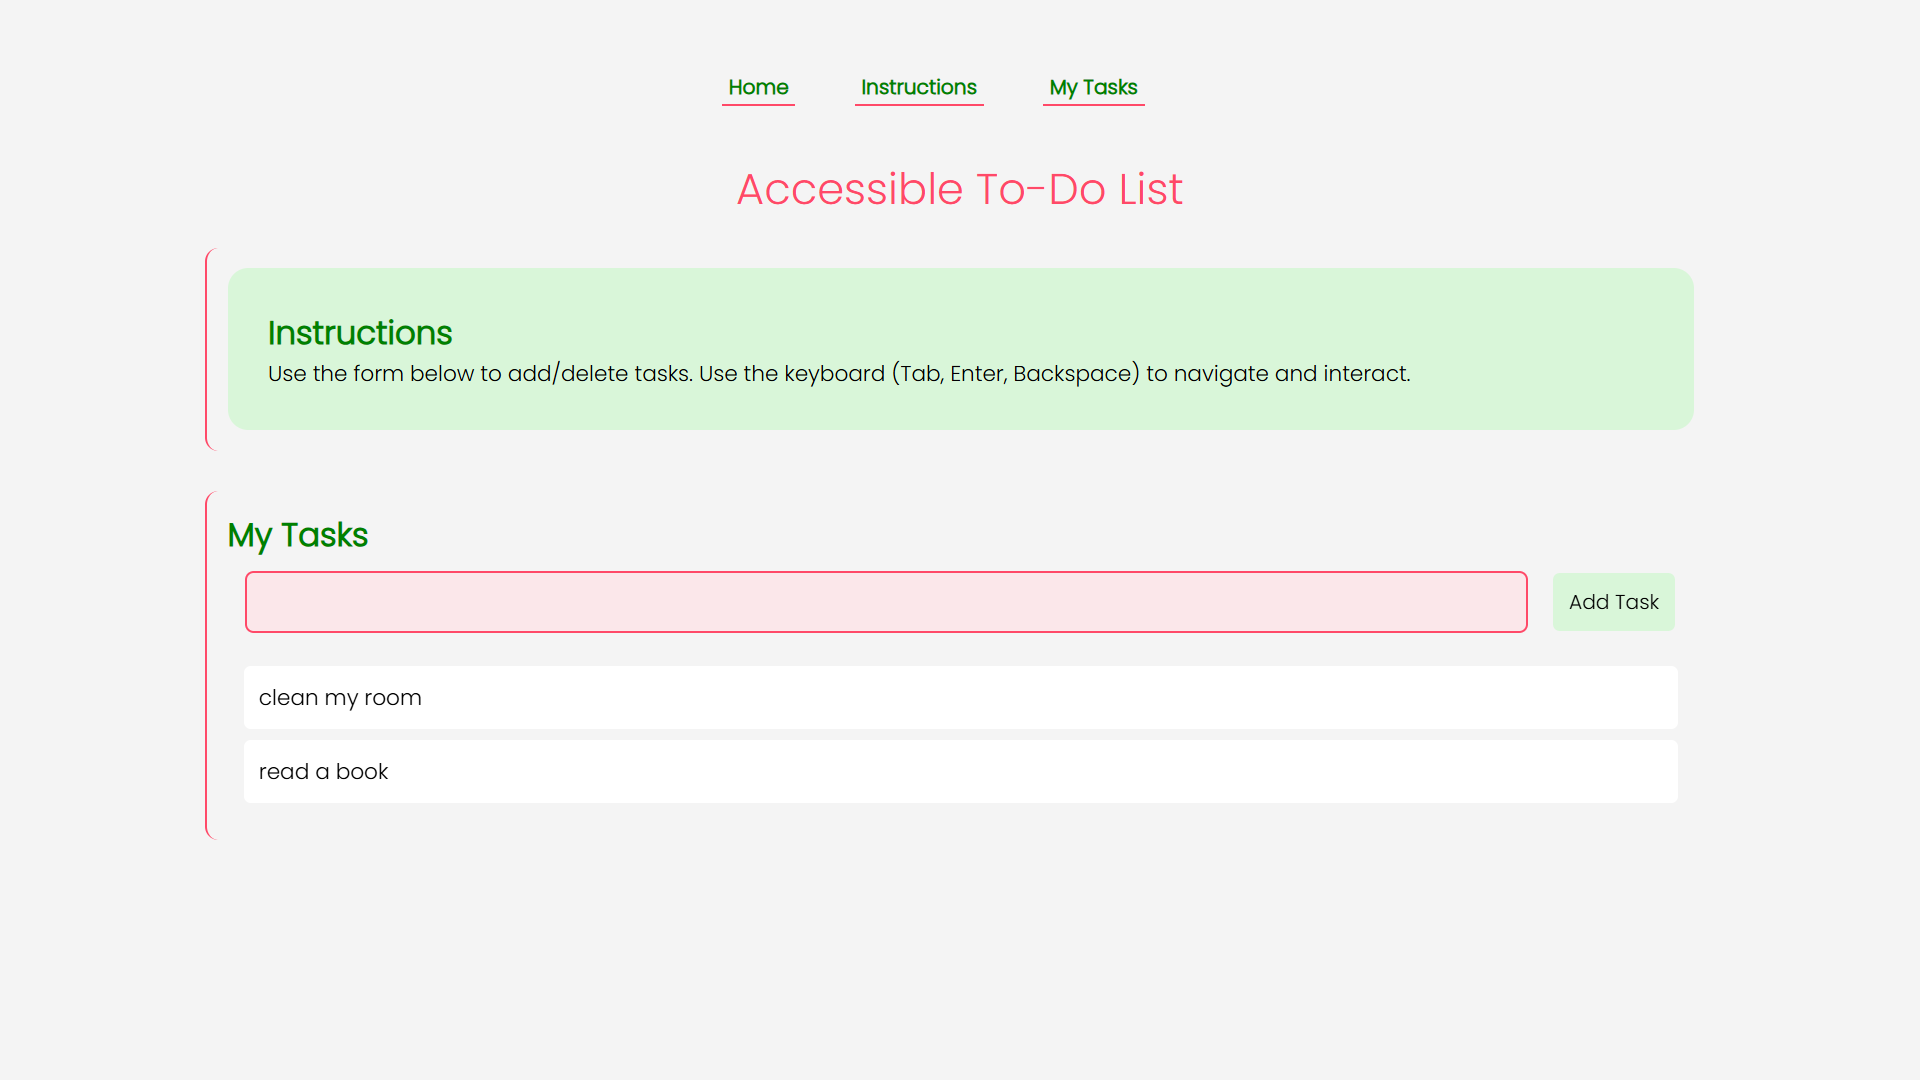 Home Instructions My Tasks
Accessible To-Do List
Instructions
Use the form below to add/delete tasks. Use the keyboard (Tab, Enter, Backspace) to navigate and interact.
My Tasks
Add Task
clean my room
read a book